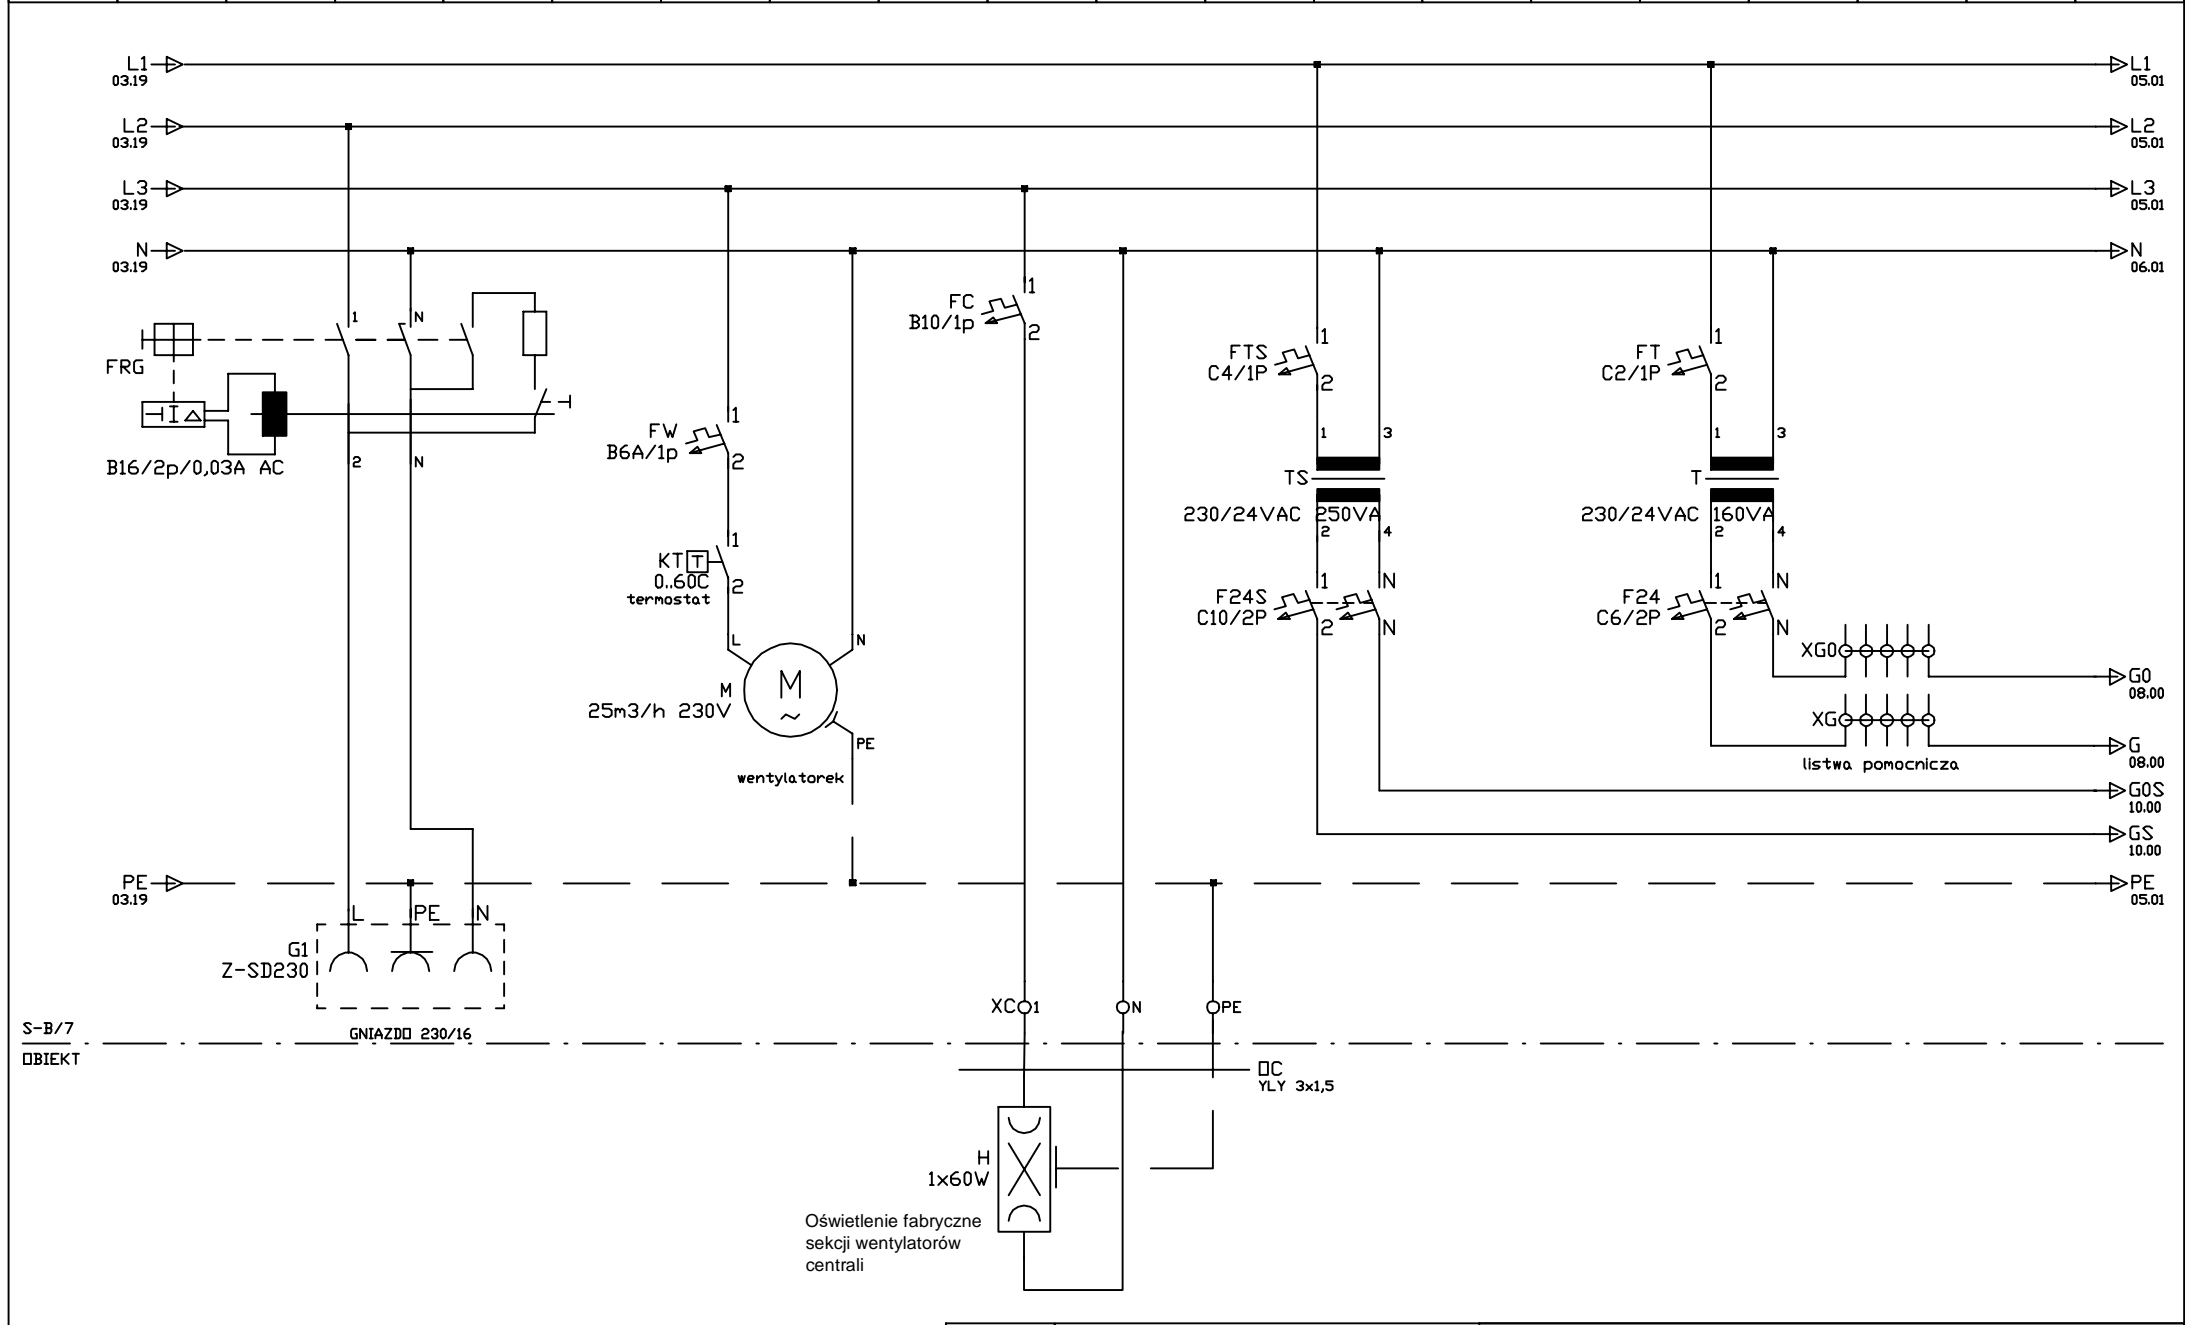 L1
03.19
L1
05.01
L2
03.19
L2
05.01
L3
03.19
L3
05.01
N
03.19
N
06.01
FRG
1
N
B16/2p/0,03A AC
2
N
FW
B6A/1p
1
2
KT T
0..60C
termostat
1
2
L
N
M
M
~
25m3/h 230V
PE
wentylatorek
FC
B10/1p
1
2
FTS
C4/1P
1
2
1
3
TS
230/24VAC 250VA
2
4
F24S
C10/2P
1
N
2
N
FT
C2/1P
1
2
1
3
T
230/24VAC 160VA
2
4
F24
C6/2P
1
N
2
N
XG0
G0
08.00
XG
G
08.00
listwa pomocnicza
G0S
10.00
GS
10.00
PE
03.19
PE
05.01
L
PE
N
G1
Z-SD230
GNIAZDO 230/16
XC
1
N
PE
S-B/7
OBIEKT
OC
YLY 3x1,5
H
1x60W
Oświetlenie fabryczne
sekcji wentylatorów
centrali